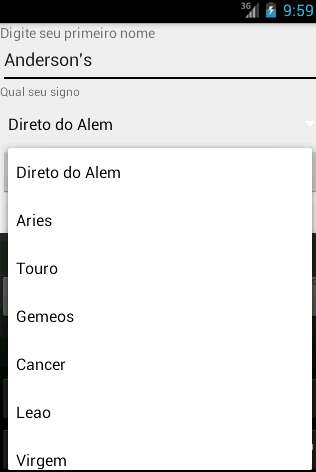 3G 9:59
Digite seu primeiro nome
Anderson's
Qual seu signo
Direto do Alem
Direto do Alem
Aries
Touro
Gemeos
Cancer
Leao
Virgem